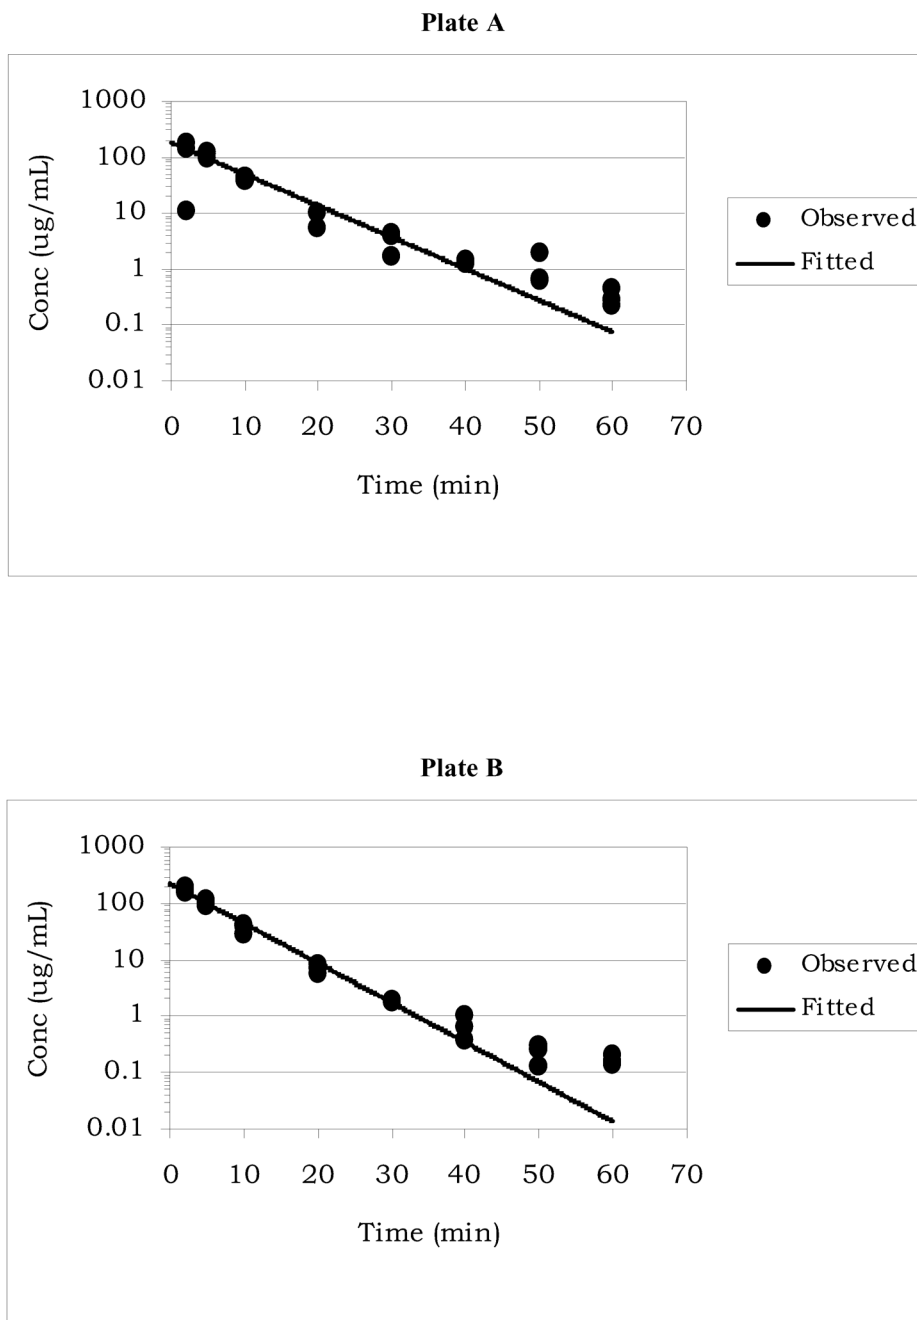 Plate A
1000
100
10
1
0.1
0.01
Conc (ug/mL)
0 10 20 30 40 50 60 70
Time (min)
Observed
Fitted
Plate B
1000
100
10
1
0.1
0.01
Conc (ug/mL)
0 10 20 30 40 50 60 70
Time (min)
Observed
Fitted